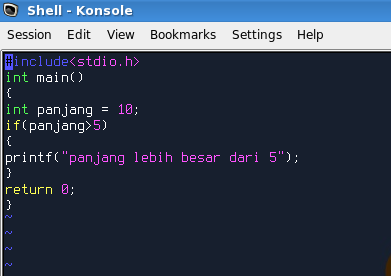 Shell - Konsole
Session Edit View Bookmarks Settings Help
#include<stdio.h>
int main()
{
int panjang = 10;
if(panjang>5)
{
printf("panjang lebih besar dari 5");
}
return 0;
}
~
~
~
~